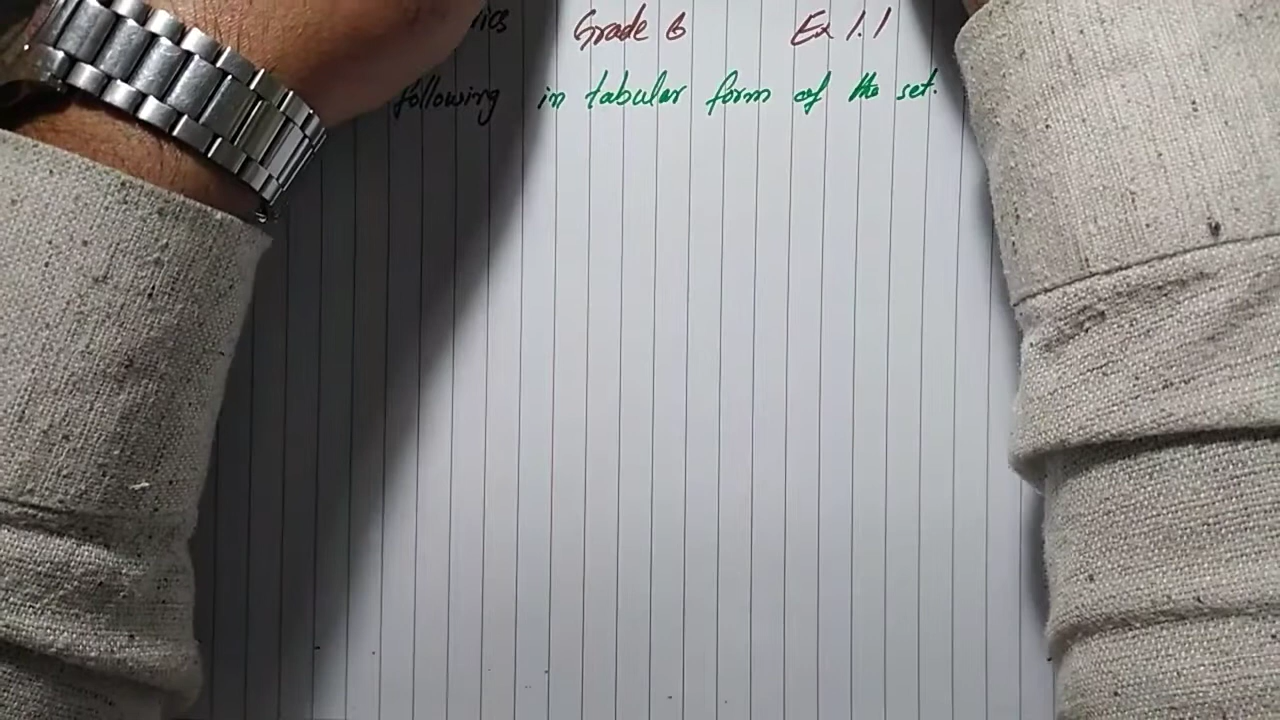 Grade 6 Ex 1.1
following in tabular form of the set.